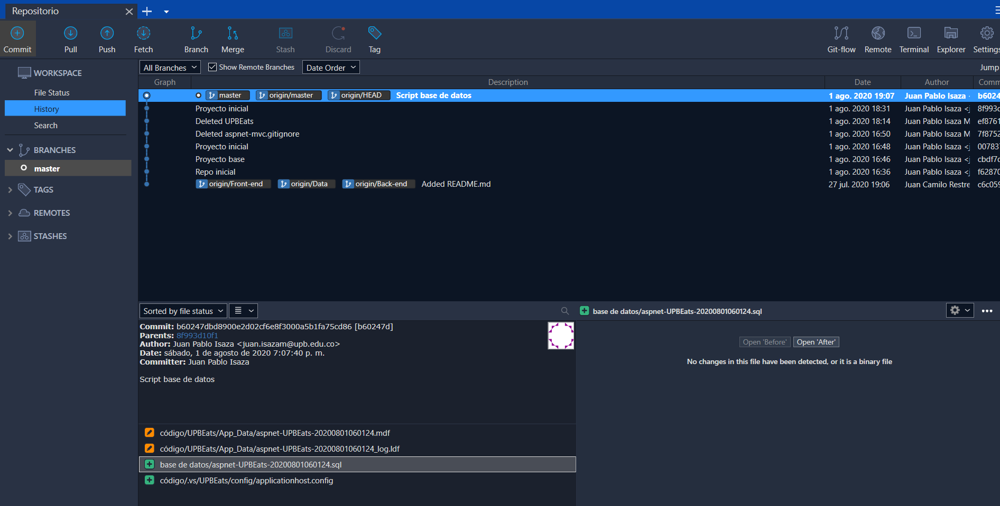 Repositorio
Commit Pull Push Fetch Branch Merge Stash Discard Tag Git-flow Remote Terminal Explorer Settings
WORKSPACE
File Status
History
Search
BRANCHES
master
TAGS
REMOTES
STASHES
All Branches Show Remote Branches Date Order Jump
Graph Description Date Author Comm
master origin/master origin/HEAD Script base de datos 1 ago. 2020 19:07 Juan Pablo Isaza b6024
Proyecto inicial 1 ago. 2020 18:31 Juan Pablo Isaza <j 8f993c
Deleted UPBEats 1 ago. 2020 18:14 Juan Pablo Isaza M ef8761
Deleted aspnet-mvc.gitignore 1 ago. 2020 16:50 Juan Pablo Isaza M 7f8752
Proyecto inicial 1 ago. 2020 16:48 Juan Pablo Isaza <j 007837
Proyecto base 1 ago. 2020 16:46 Juan Pablo Isaza <j cbdf7c
Repo inicial 1 ago. 2020 16:36 Juan Pablo Isaza <j f62870
origin/Front-end origin/Data origin/Back-end Added README.md 27 jul. 2020 19:06 Juan Camilo Restre c6c059
Sorted by file status
Commit: b60247dbd8900e2d02cf6e8f3000a5b1fa75cd86 [b60247d]
Parents: 8f993d10f1
Author: Juan Pablo Isaza <juan.isazam@upb.edu.co>
Date: sábado, 1 de agosto de 2020 7:07:40 p. m.
Committer: Juan Pablo Isaza
Script base de datos
código/UPBEats/App_Data/aspnet-UPBEats-20200801060124.mdf
código/UPBEats/App_Data/aspnet-UPBEats-20200801060124_log.ldf
base de datos/aspnet-UPBEats-20200801060124.sql
código/.vs/UPBEats/config/applicationhost.config
base de datos/aspnet-UPBEats-20200801060124.sql
Open 'Before' Open 'After'
No changes in this file have been detected, or it is a binary file